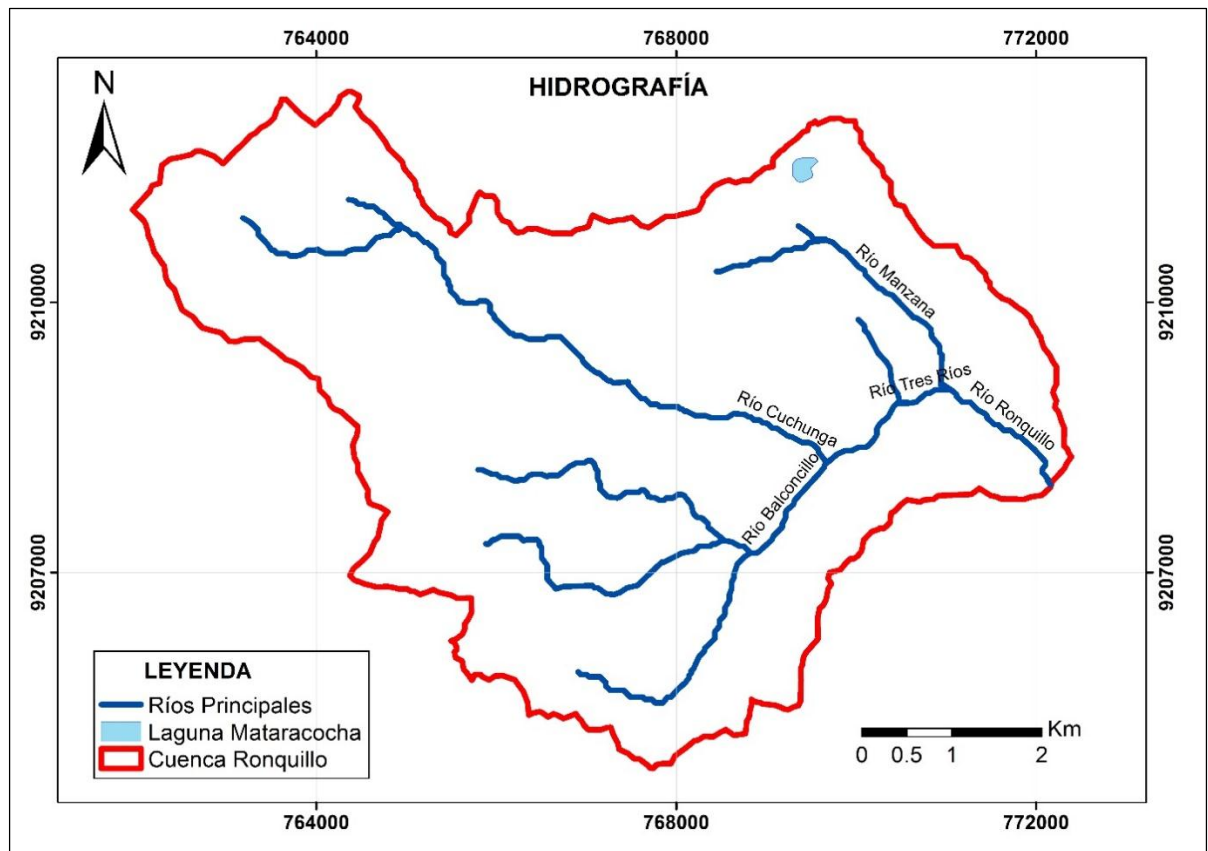 764000 768000 772000
HIDROGRAFÍA
N
9210000 9210000
Río Manzana
Río Tres Ríos
Río Ronquillo
Río Cuchunga
Río Balconcillo
9207000 9207000
LEYENDA
Ríos Principales
Laguna Mataracocha
Cuenca Ronquillo
Km
0 0.5 1 2
764000 768000 772000